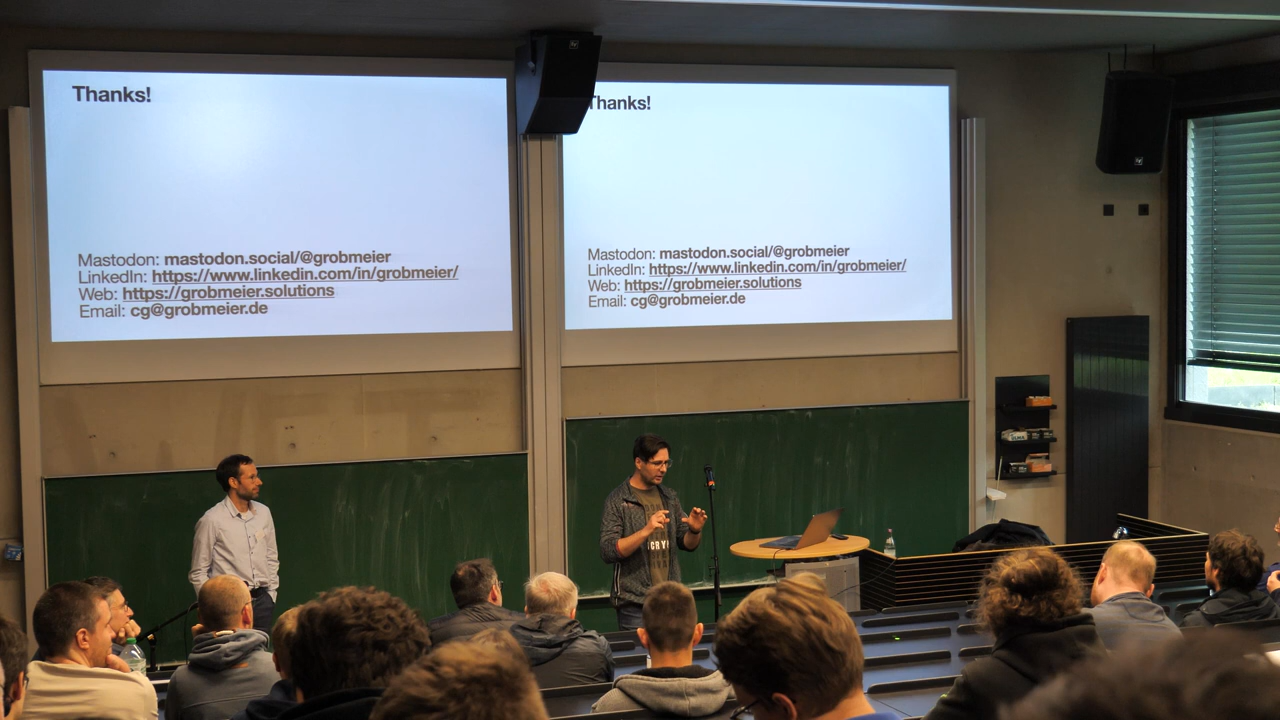 Thanks!
Mastodon: mastodon.social/@grobmeier
LinkedIn: https://www.linkedin.com/in/grobmeier/
Web: https://grobmeier.solutions
Email: cg@grobmeier.de
Thanks!
Mastodon: mastodon.social/@grobmeier
LinkedIn: https://www.linkedin.com/in/grobmeier/
Web: https://grobmeier.solutions
Email: cg@grobmeier.de